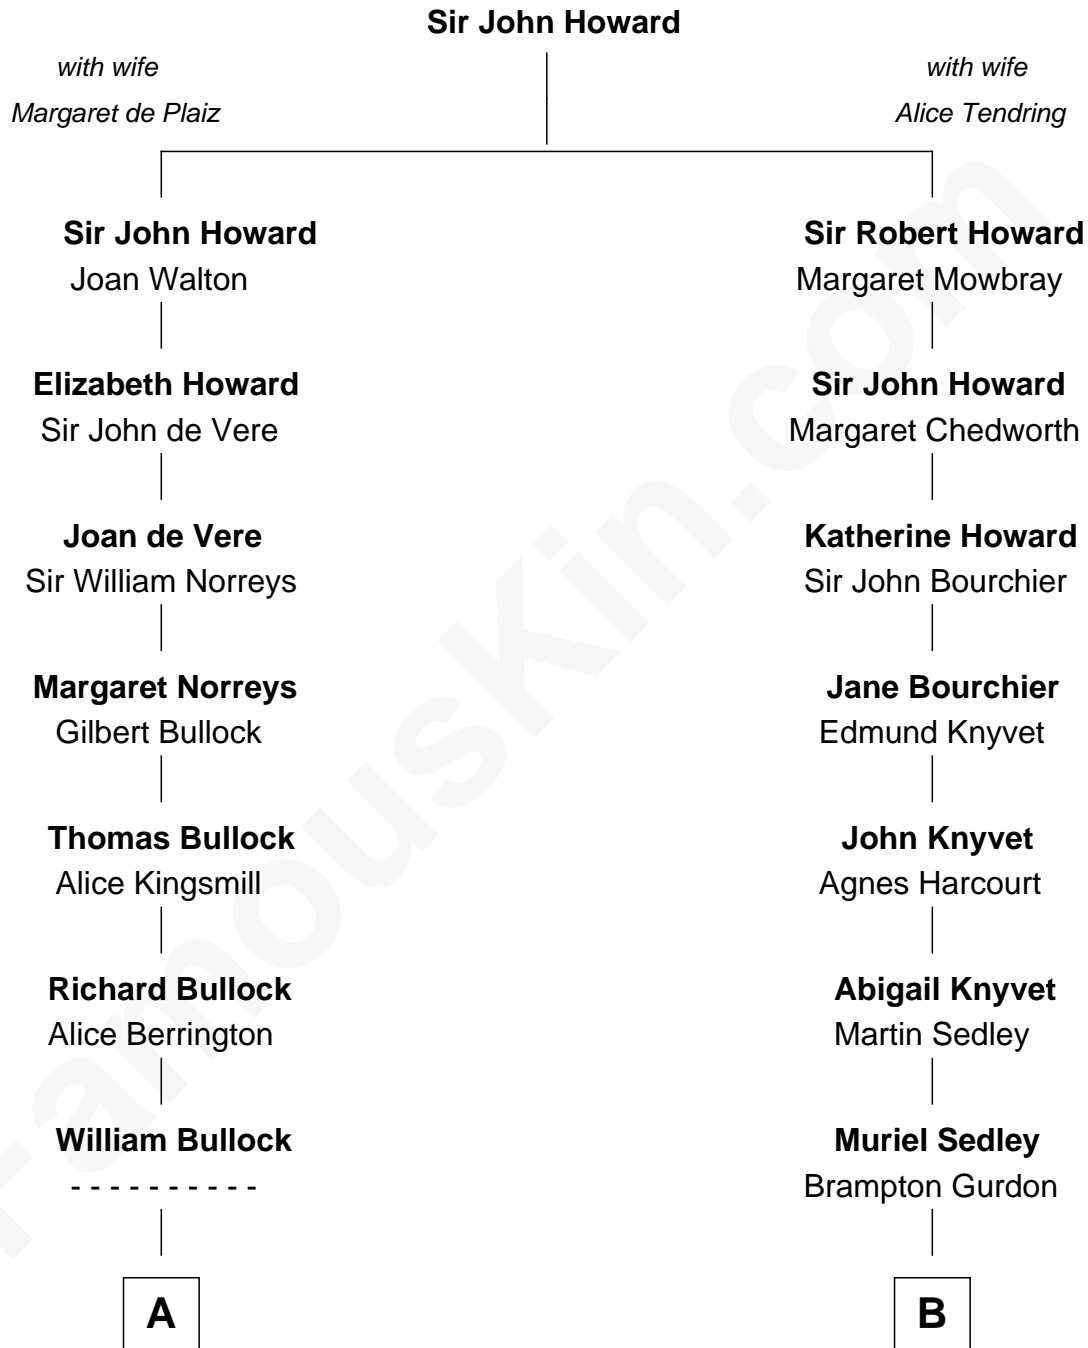 Sir John Howard
with wife
Margaret de Plaiz
with wife
Alice Tendring
Sir John Howard
Joan Walton
Sir Robert Howard
Margaret Mowbray
Elizabeth Howard
Sir John de Vere
Sir John Howard
Margaret Chedworth
Joan de Vere
Sir William Norreys
Katherine Howard
Sir John Bourchier
Margaret Norreys
Gilbert Bullock
Jane Bourchier
Edmund Knyvet
Thomas Bullock
Alice Kingsmill
John Knyvet
Agnes Harcourt
Richard Bullock
Alice Berrington
Abigail Knyvet
Martin Sedley
William Bullock
- - - - - - - - - -
Muriel Sedley
Brampton Gurdon
A
B
FamousKin.com